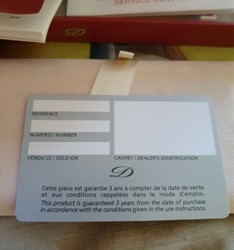 SERVICE
D
REFERENCE
NUMÉRO / NUMBER
VENDU LE / SOLD ON
CACHET / DEALER'S IDENTIFICATION
D
Cette pièce est garantie 3 ans à compter de la date de vente
et aux conditions rappelées dans le mode d'emploi.
This product is guaranteed 3 years from the date of purchase
in accordance with the conditions given in the use instructions.